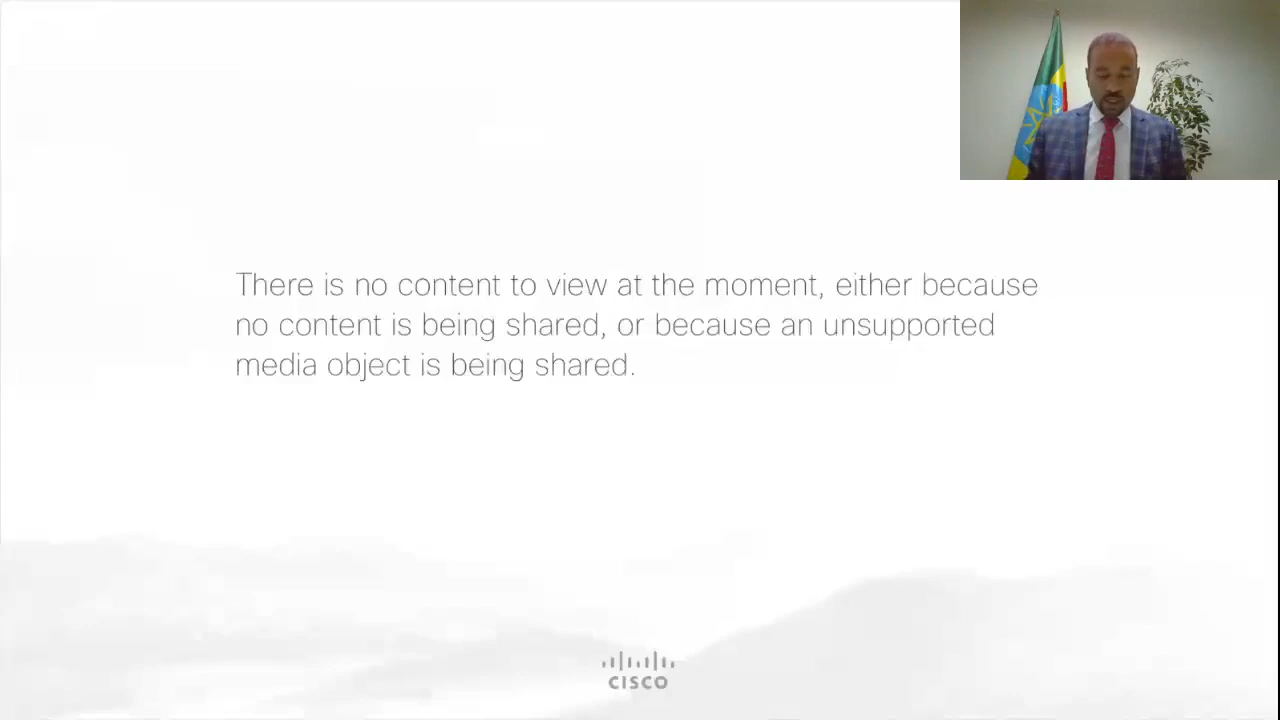 There is no content to view at the moment, either because
no content is being shared, or because an unsupported
media object is being shared.
CISCO